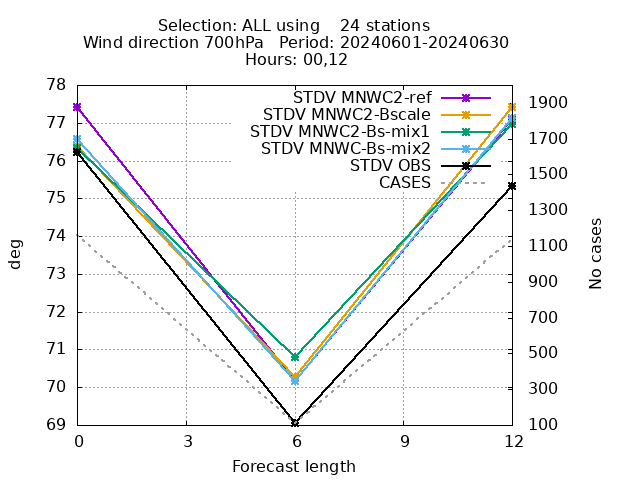 Selection: ALL using    24 stations
Wind direction 700hPa   Period: 20240601-20240630
Hours: 00,12
STDV MNWC2-ref
STDV MNWC2-Bscale
STDV MNWC2-Bs-mix1
STDV MNWC-Bs-mix2
STDV OBS
CASES
78
77
76
75
74
73
72
71
70
69
deg
1900
1700
1500
1300
1100
900
700
500
300
100
No cases
0 3 6 9 12
Forecast length